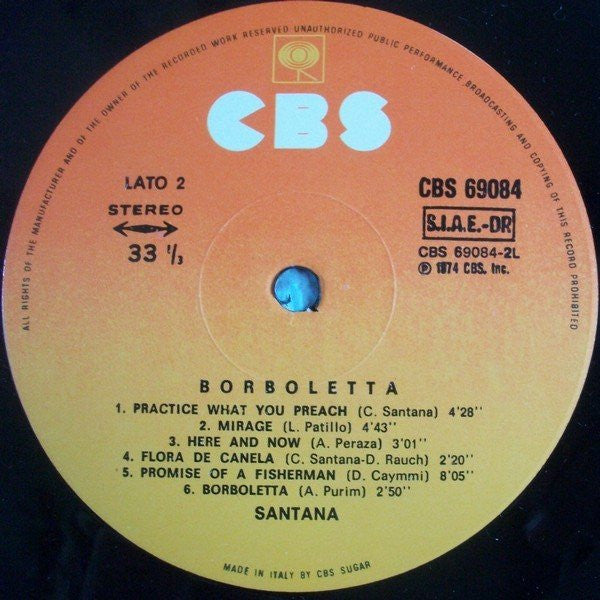 ALL RIGHTS OF THE MANUFACTURER AND OF THE OWNER OF THE RECORDED WORK RESERVED UNAUTHORIZED PUBLIC PERFORMANCE BROADCASTING AND COPYING OF THIS RECORD PROHIBITED
CBS
LATO 2
STEREO
33 1/3
CBS 69084
S.I.A.E.-DR
CBS 69084-2L
Ⓟ 1974 CBS. Inc.
BORBOLETTA
1. PRACTICE WHAT YOU PREACH (C. Santana) 4'28''
2. MIRAGE (L. Patillo) 4'43''
3. HERE AND NOW (A. Peraza) 3'01''
4. FLORA DE CANELA (C. Santana-D. Rauch) 2'20''
5. PROMISE OF A FISHERMAN (D. Caymmi) 8'05''
6. BORBOLETTA (A. Purim) 2'50''
SANTANA
MADE IN ITALY BY CBS SUGAR